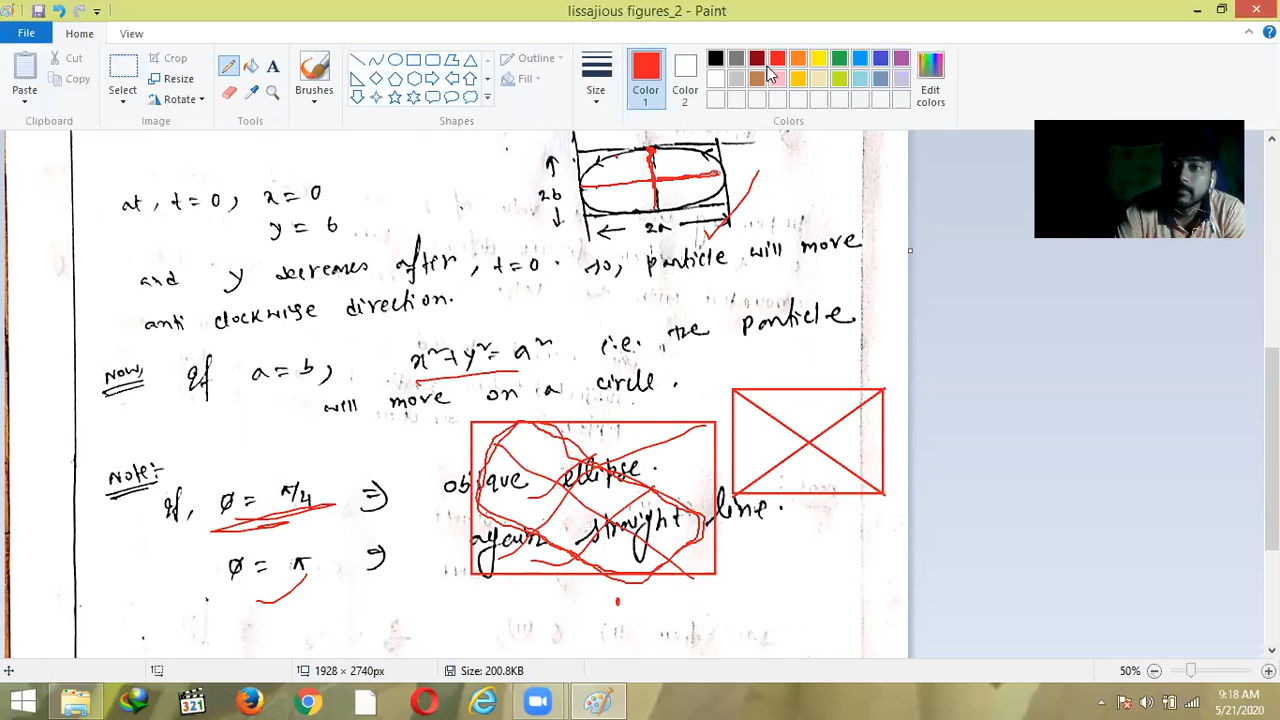 lissajious figures_2 - Paint
File Home View
Paste Cut Copy Clipboard
Select Crop Resize Rotate Image
Tools
Brushes
Outline Fill Shapes
Size
Color 1 Color 2 Edit colors Colors
2b
2a
at, t=0, x=0
y = b
and y decreases after, t=0. so, particle will move
anti clockwise direction.
Now, If a=b, x²+y²=a² i.e. the particle
will move on a circle.
Note:-
If, φ = π/4 ⇒ oblique ellipse.
φ = π ⇒ again straight line.
1928 × 2740px Size: 200.8KB 50%
321
9:18 AM
5/21/2020